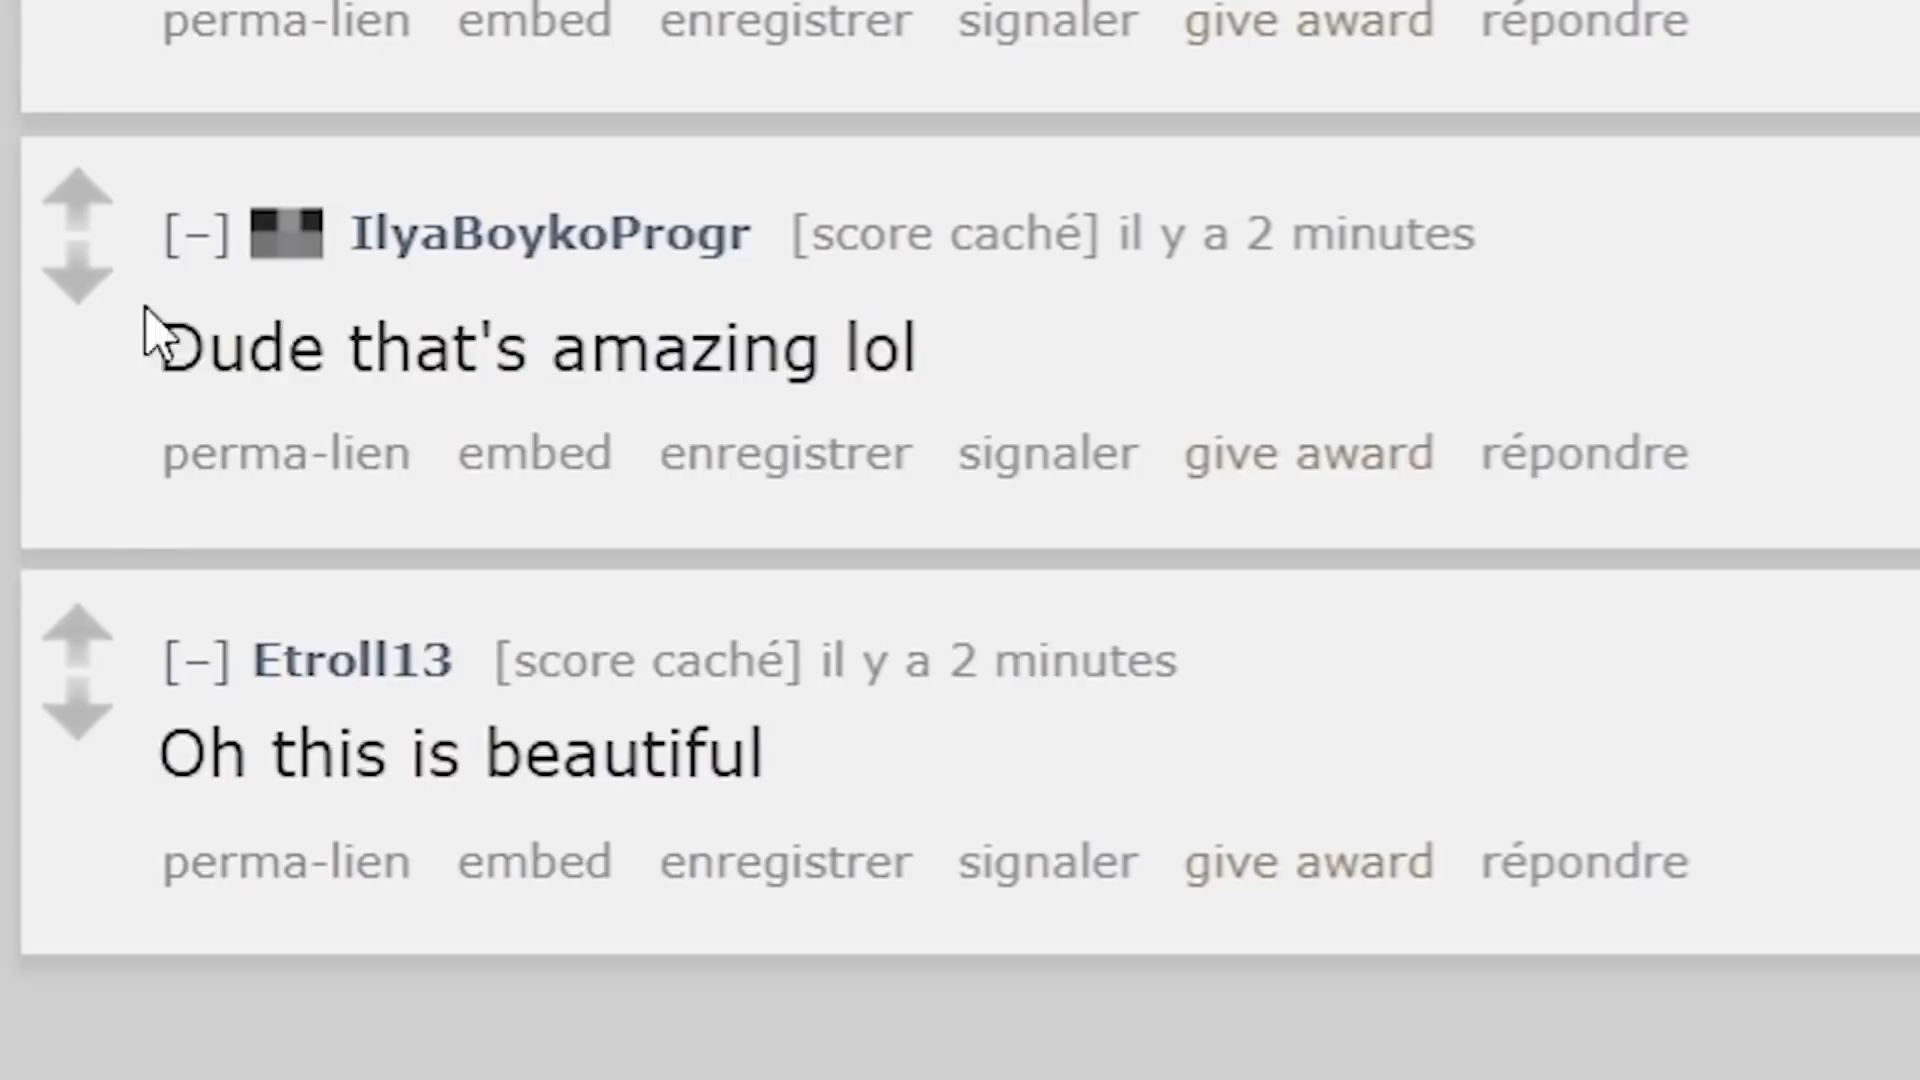 perma-lien embed enregistrer signaler give award répondre
[–] IlyaBoykoProgr [score caché] il y a 2 minutes
Dude that's amazing lol
perma-lien embed enregistrer signaler give award répondre
[–] Etroll13 [score caché] il y a 2 minutes
Oh this is beautiful
perma-lien embed enregistrer signaler give award répondre